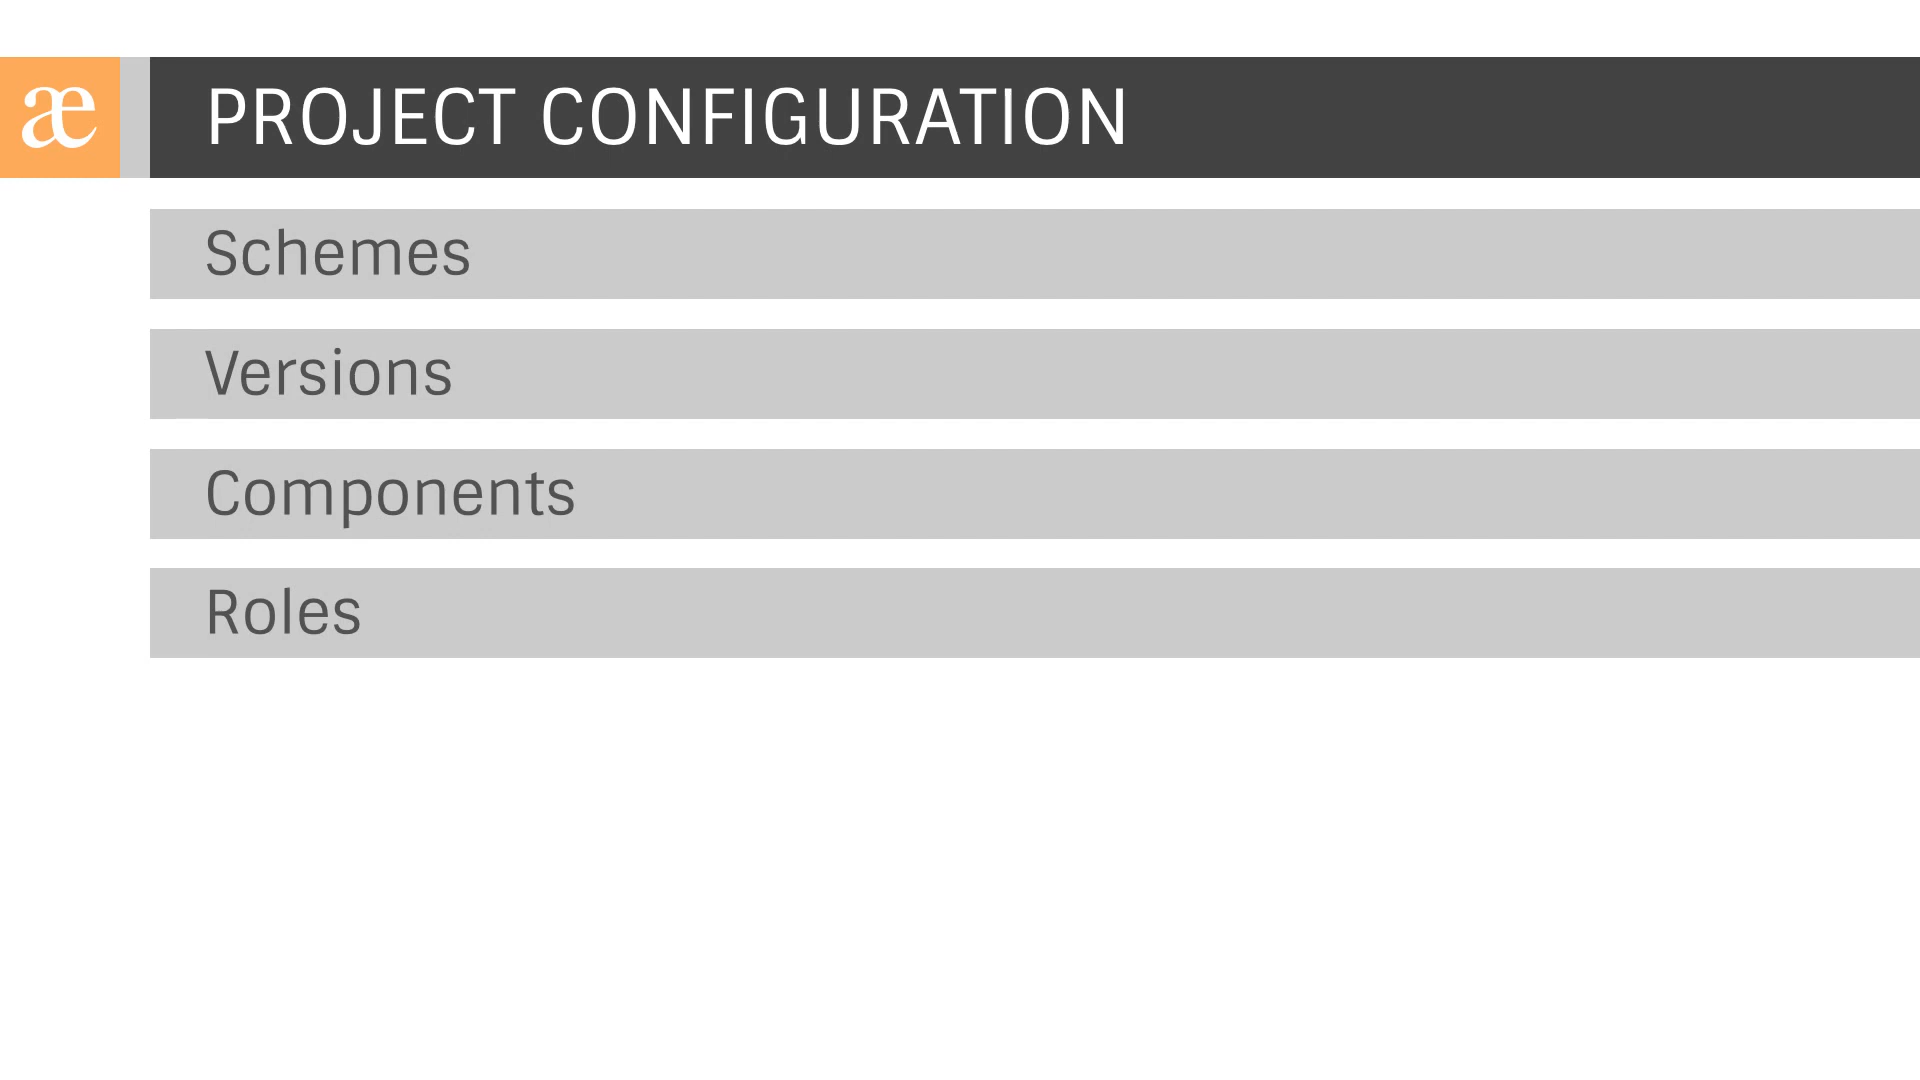 æ PROJECT CONFIGURATION
Schemes
Versions
Components
Roles